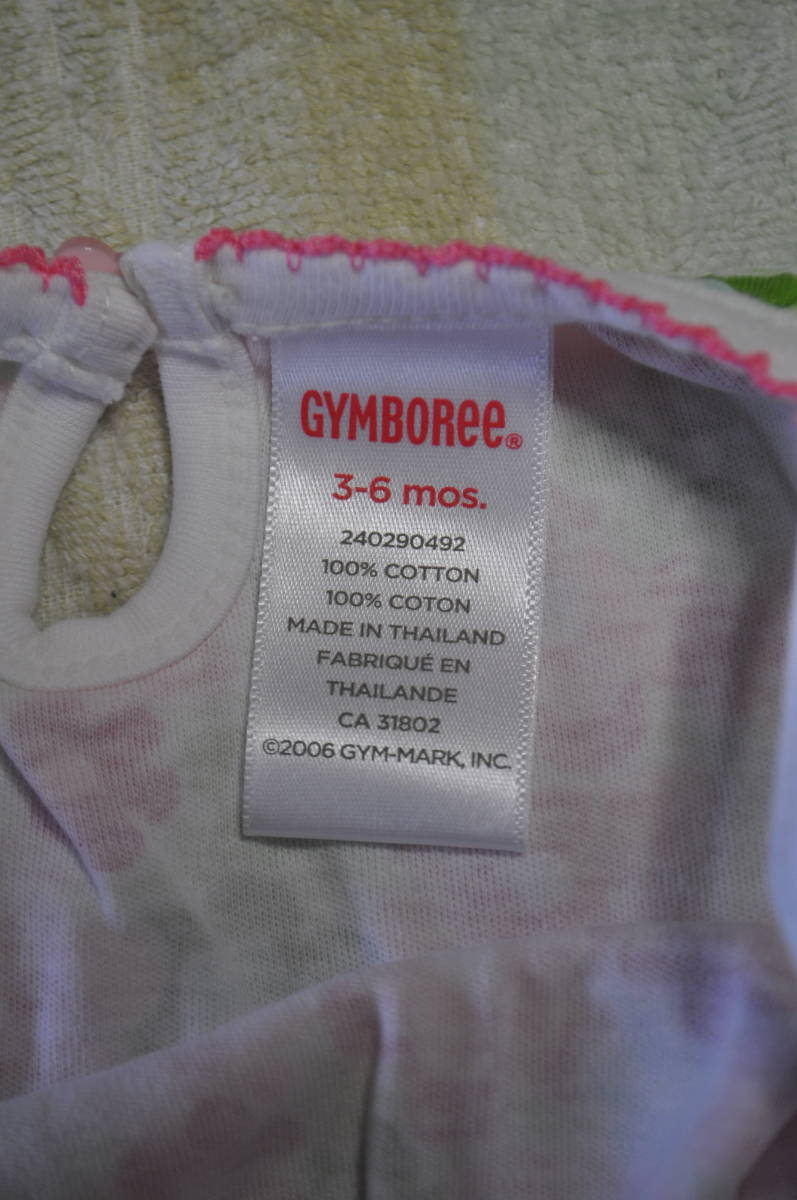 GYMBOREE®
3-6 mos.
240290492
100% COTTON
100% COTON
MADE IN THAILAND
FABRIQUÉ EN
THAILANDE
CA 31802
©2006 GYM-MARK, INC.